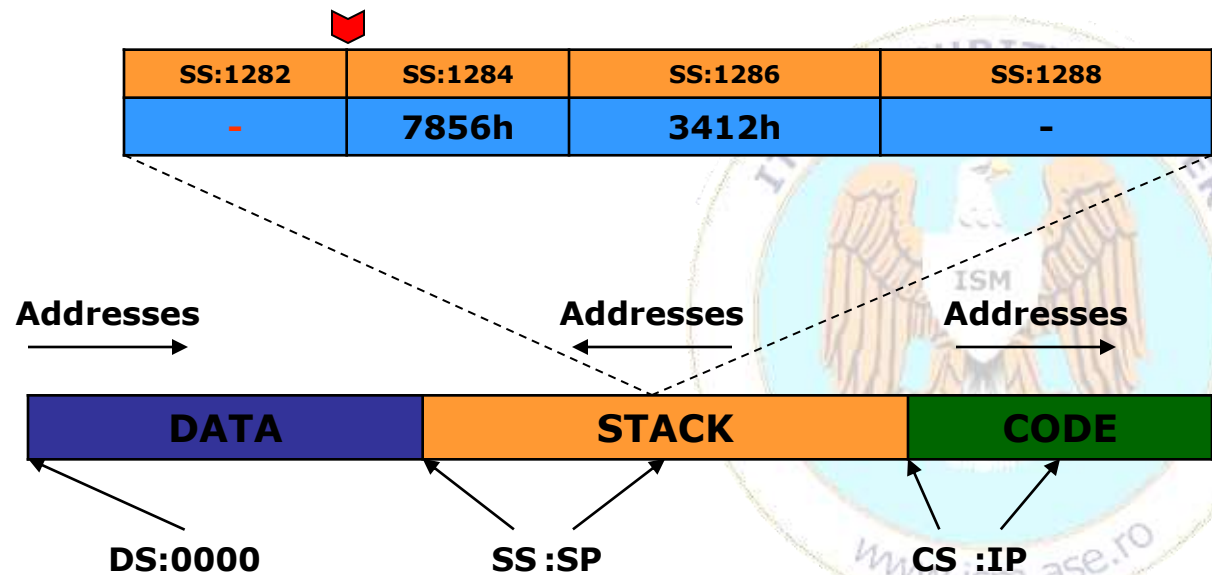 SS:1282 SS:1284 SS:1286 SS:1288
- 7856h 3412h -
ISM
Addresses Addresses Addresses
DATA STACK CODE
DS:0000 SS :SP CS :IP